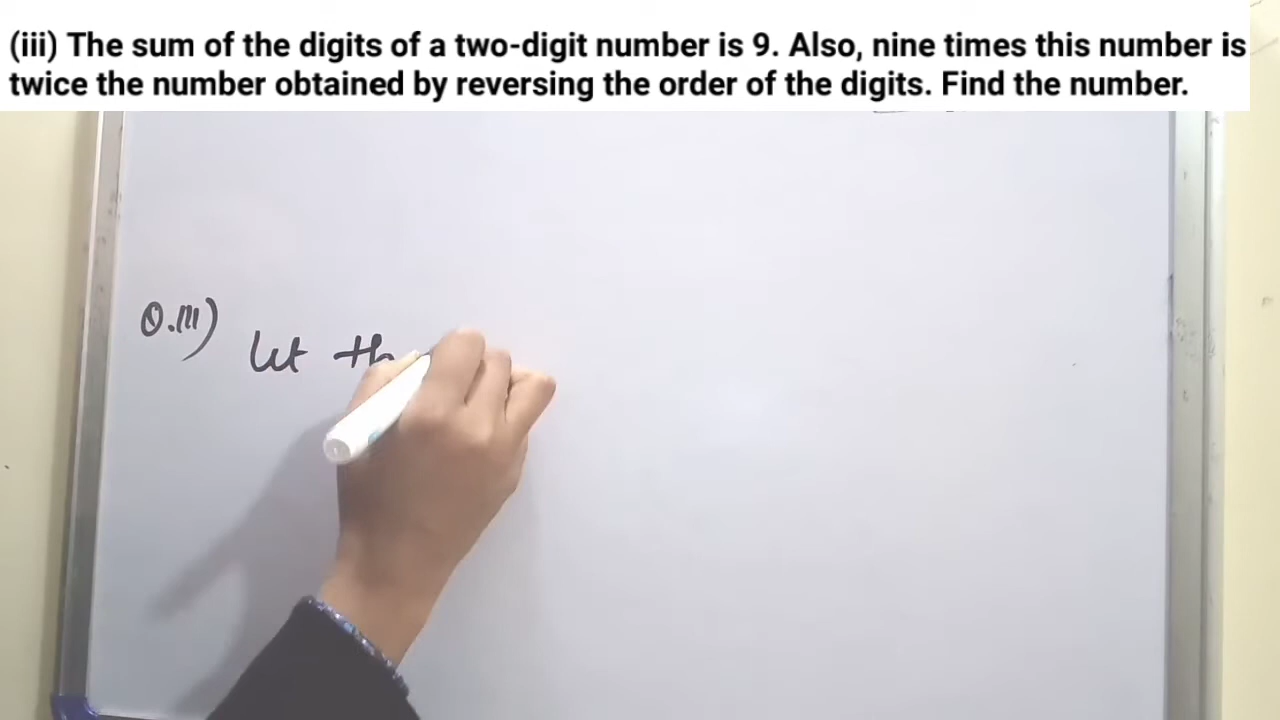 (iii) The sum of the digits of a two-digit number is 9. Also, nine times this number is
twice the number obtained by reversing the order of the digits. Find the number.
Q.III)
let th